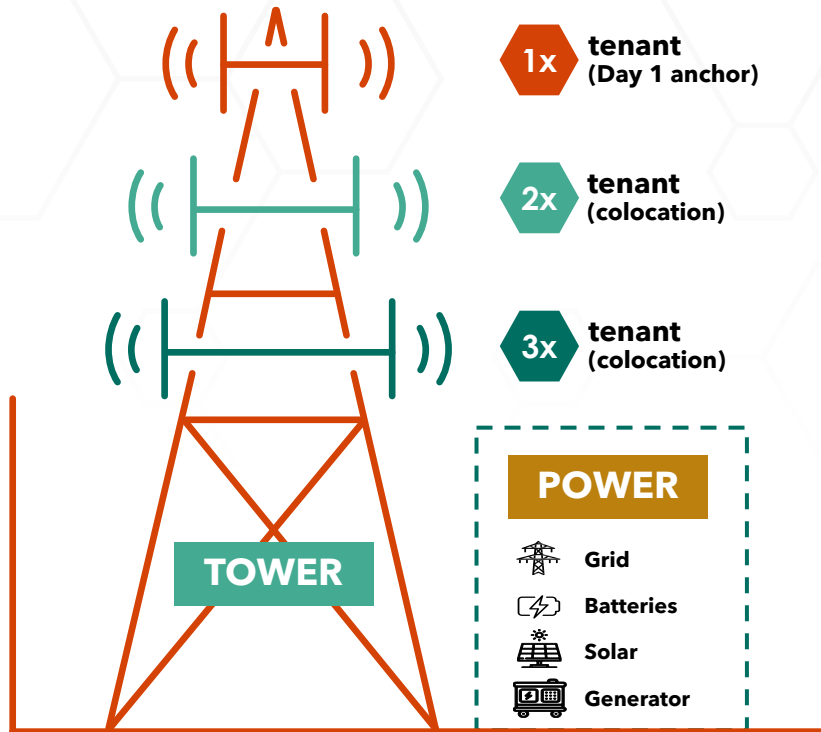 1x
tenant
(Day 1 anchor)
2x
tenant
(colocation)
3x
tenant
(colocation)
POWER
TOWER
Grid
Batteries
Solar
Generator